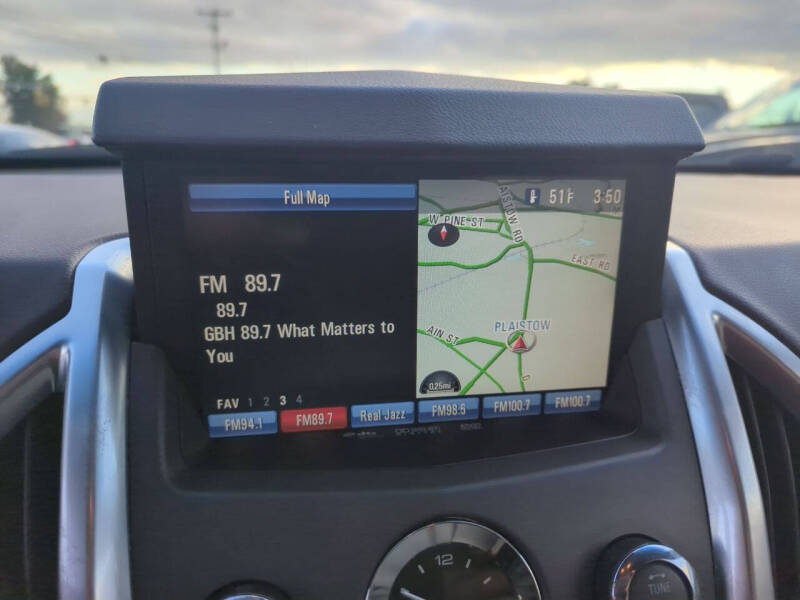 Full Map
51°F 3:50
AISTOW RD
W PINE ST
EAST RD
FM 89.7
89.7
GBH 89.7 What Matters to
You
PLAISTOW
AIN ST
0.25mi
FAV 1 2 3 4
FM94.1 FM89.7 Real Jazz FM98.5 FM100.7 FM100.7
12
TUNE